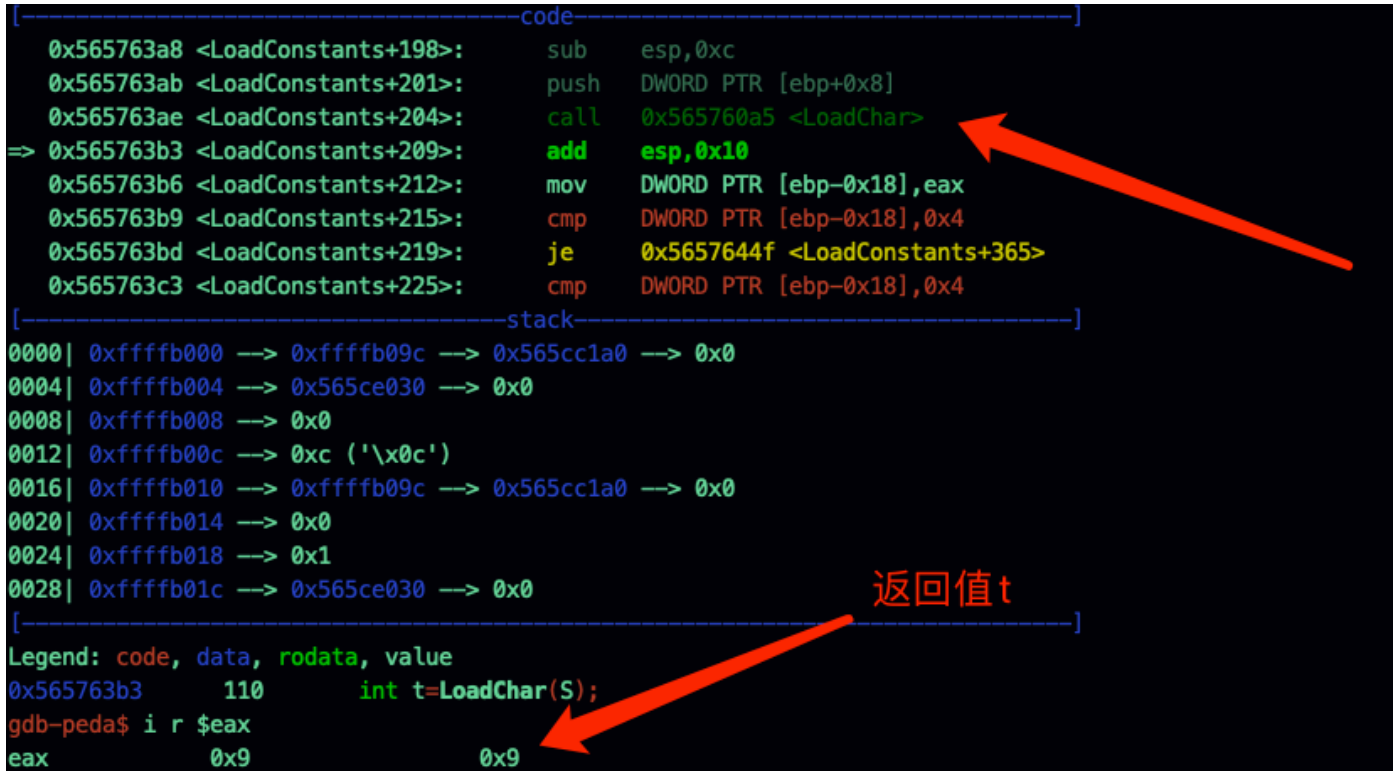 [------------------------------------code------------------------------------]
   0x565763a8 <LoadConstants+198>:	sub    esp,0xc
   0x565763ab <LoadConstants+201>:	push   DWORD PTR [ebp+0x8]
   0x565763ae <LoadConstants+204>:	call   0x565760a5 <LoadChar>
=> 0x565763b3 <LoadConstants+209>:	add    esp,0x10
   0x565763b6 <LoadConstants+212>:	mov    DWORD PTR [ebp-0x18],eax
   0x565763b9 <LoadConstants+215>:	cmp    DWORD PTR [ebp-0x18],0x4
   0x565763bd <LoadConstants+219>:	je     0x5657644f <LoadConstants+365>
   0x565763c3 <LoadConstants+225>:	cmp    DWORD PTR [ebp-0x18],0x4
[------------------------------------stack-----------------------------------]
0000| 0xffffb000 --> 0xffffb09c --> 0x565cc1a0 --> 0x0
0004| 0xffffb004 --> 0x565ce030 --> 0x0
0008| 0xffffb008 --> 0x0
0012| 0xffffb00c --> 0xc ('\x0c')
0016| 0xffffb010 --> 0xffffb09c --> 0x565cc1a0 --> 0x0
0020| 0xffffb014 --> 0x0
0024| 0xffffb018 --> 0x1
0028| 0xffffb01c --> 0x565ce030 --> 0x0
返回值t
[----------------------------------------------------------------------------]
Legend: code, data, rodata, value
0x565763b3	110	  int t=LoadChar(S);
gdb-peda$ i r $eax
eax            0x9                 0x9